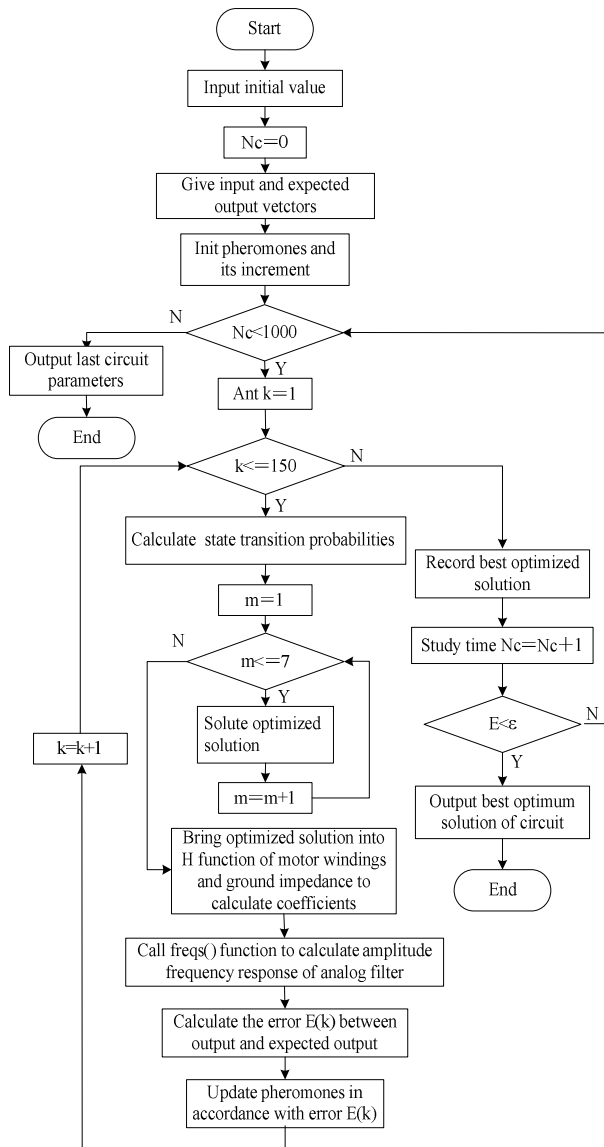 Start
Input initial value
Nc=0
Give input and expected
output vetctors
Init pheromones and
its increment
N
Nc<1000
Y
Output last circuit
parameters
End
Ant k=1
k<=150
N
Y
Calculate state transition probabilities
m=1
N
m<=7
Y
Solute optimized
solution
m=m+1
k=k+1
Bring optimized solution into
H function of motor windings
and ground impedance to
calculate coefficients
Call freqs() function to calculate amplitude
frequency response of analog filter
Calculate the error E(k) between
output and expected output
Update pheromones in
accordance with error E(k)
Record best optimized
solution
Study time Nc=Nc+1
E<ε
N
Y
Output best optimum
solution of circuit
End